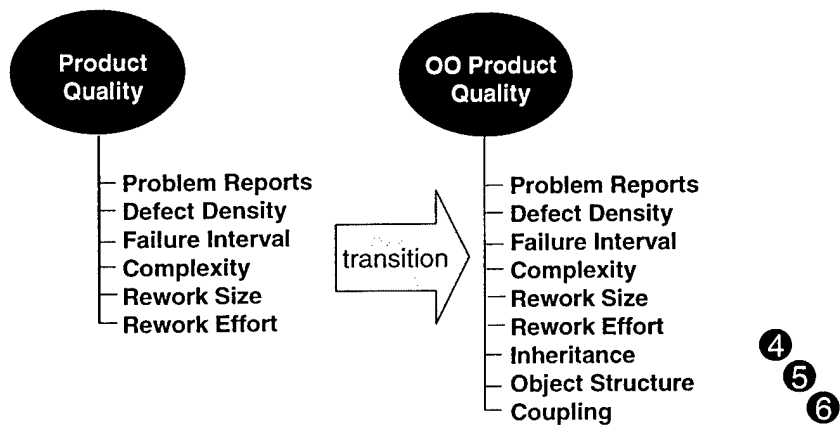 Product
Quality
Problem Reports
Defect Density
Failure Interval
Complexity
Rework Size
Rework Effort
transition
OO Product
Quality
Problem Reports
Defect Density
Failure Interval
Complexity
Rework Size
Rework Effort
Inheritance
Object Structure
Coupling
4
5
6